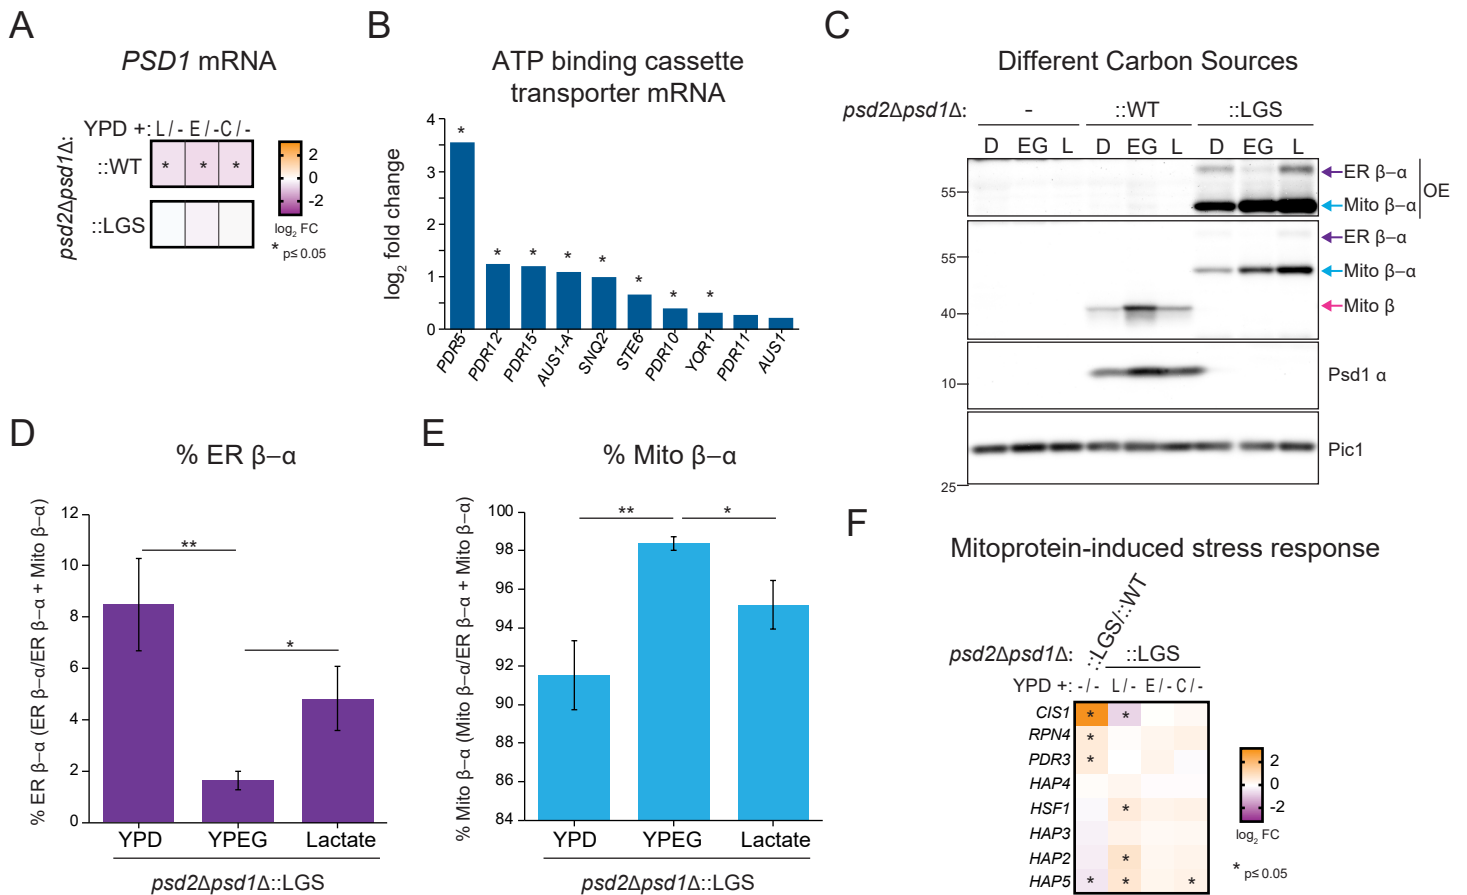 A
PSD1 mRNA
YPD +: L / - E / - C / -
psd2Δpsd1Δ:
::WT
* * *
::LGS
2
0
-2
log2 FC
* p≤ 0.05
B
ATP binding cassette
transporter mRNA
log2 fold change
4
3
2
1
0
* * * * * * * *
PDR5 PDR12 PDR15 AUS1-A SNQ2 STE6 PDR10 YOR1 PDR11 AUS1
C
Different Carbon Sources
psd2Δpsd1Δ: - ::WT ::LGS
D EG L D EG L D EG L
55
ER β–α
Mito β–α
OE
ER β–α
55
Mito β–α
Mito β
40
10
Psd1 α
Pic1
25
D
% ER β–α
% ER β–α (ER β–α/ER β–α + Mito β–α)
12
10
8
6
4
2
0
**
*
YPD YPEG Lactate
psd2Δpsd1Δ::LGS
E
% Mito β–α
% Mito β–α (Mito β–α/ER β–α + Mito β–α)
100
98
96
94
92
90
88
86
84
** *
YPD YPEG Lactate
psd2Δpsd1Δ::LGS
F
Mitoprotein-induced stress response
psd2Δpsd1Δ: ::LGS/::WT ::LGS
YPD +: - / - L / - E / - C / -
CIS1 * *
RPN4 *
PDR3 *
HAP4
HSF1 *
HAP3
HAP2 *
HAP5 * * *
2
0
-2
log2 FC
* p≤ 0.05